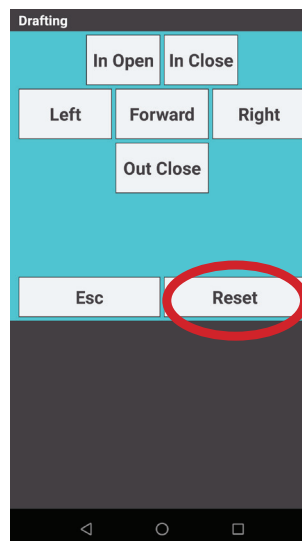 Drafting
In Open In Close
Left Forward Right
Out Close
Esc Reset